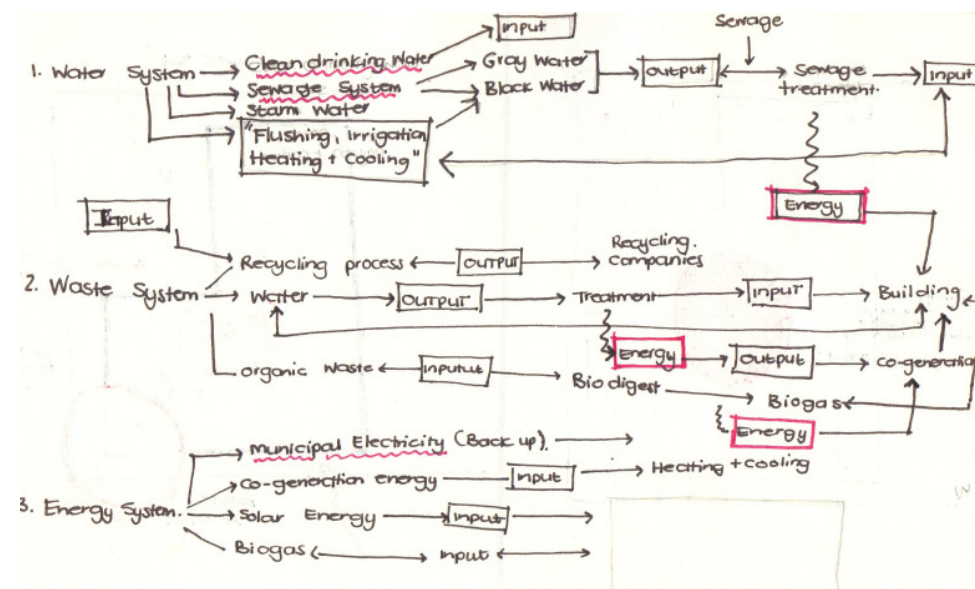 Sewage
Input
1. Water System Clean drinking Water Gray Water Output Sewage treatment. Input
Sewage System Black Water
Storm Water
"Flushing, Irrigation
Heating + Cooling"
Energy
Input
Recycling process OUTPUT Recycling. Companies
2. Waste System Water OUTPUT Treatment INPUT Building
Energy Output Co-generation
organic waste Bio digest Biogas
Energy
Municipal Electricity (Back up).
Co-generation energy Input Heating + cooling
3. Energy System. Solar Energy Input
Biogas Input